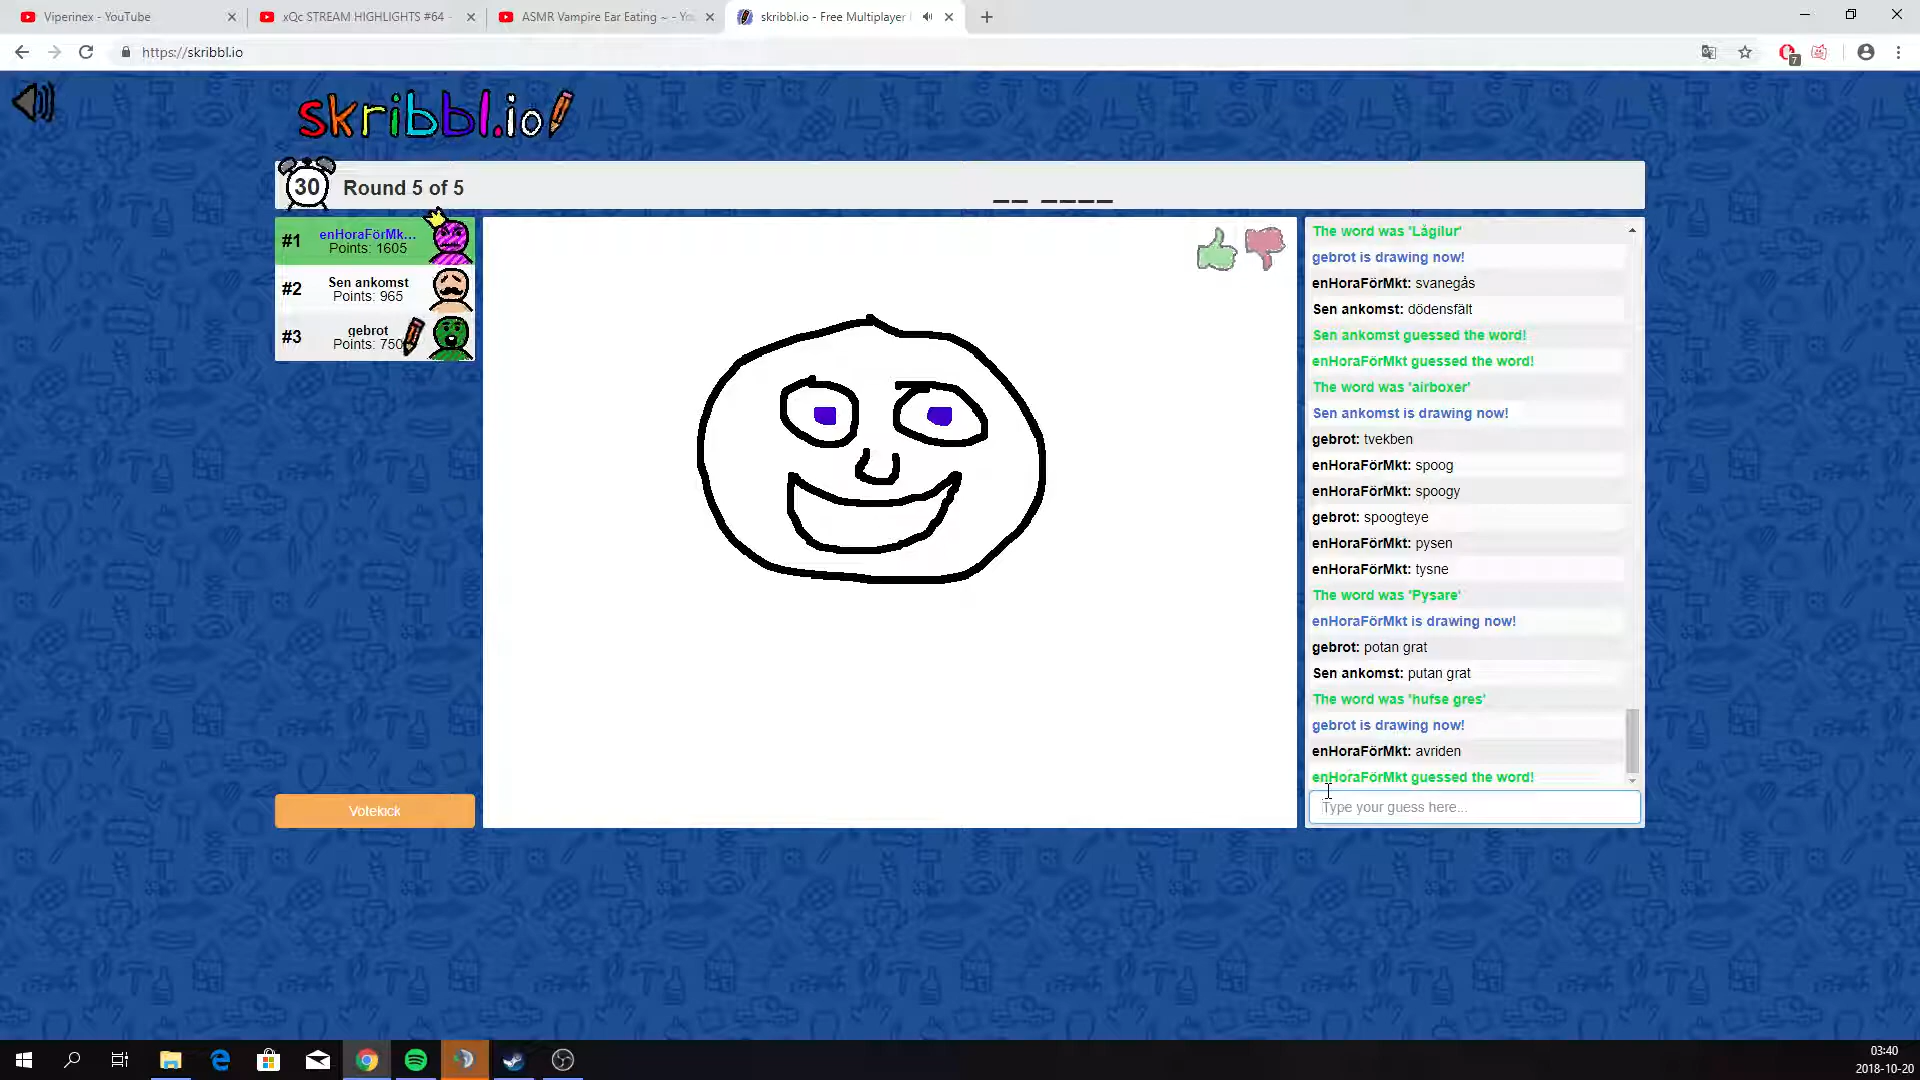 Viperinex - YouTube
xQc STREAM HIGHLIGHTS #64 -
ASMR Vampire Ear Eating ~ - Yo
skribbl.io - Free Multiplayer
https://skribbl.io
7
skribbl.io
30
Round 5 of 5
__ ____
#1
enHoraFörMk...
Points: 1605
#2
Sen ankomst
Points: 965
#3
gebrot
Points: 750
Votekick
The word was 'Lågilur'
gebrot is drawing now!
enHoraFörMkt: svanegås
Sen ankomst: dödensfält
Sen ankomst guessed the word!
enHoraFörMkt guessed the word!
The word was 'airboxer'
Sen ankomst is drawing now!
gebrot: tvekben
enHoraFörMkt: spoog
enHoraFörMkt: spoogy
gebrot: spoogteye
enHoraFörMkt: pysen
enHoraFörMkt: tysne
The word was 'Pysare'
enHoraFörMkt is drawing now!
gebrot: potan grat
Sen ankomst: putan grat
The word was 'hufse gres'
gebrot is drawing now!
enHoraFörMkt: avriden
enHoraFörMkt guessed the word!
Type your guess here...
03:40
2018-10-20